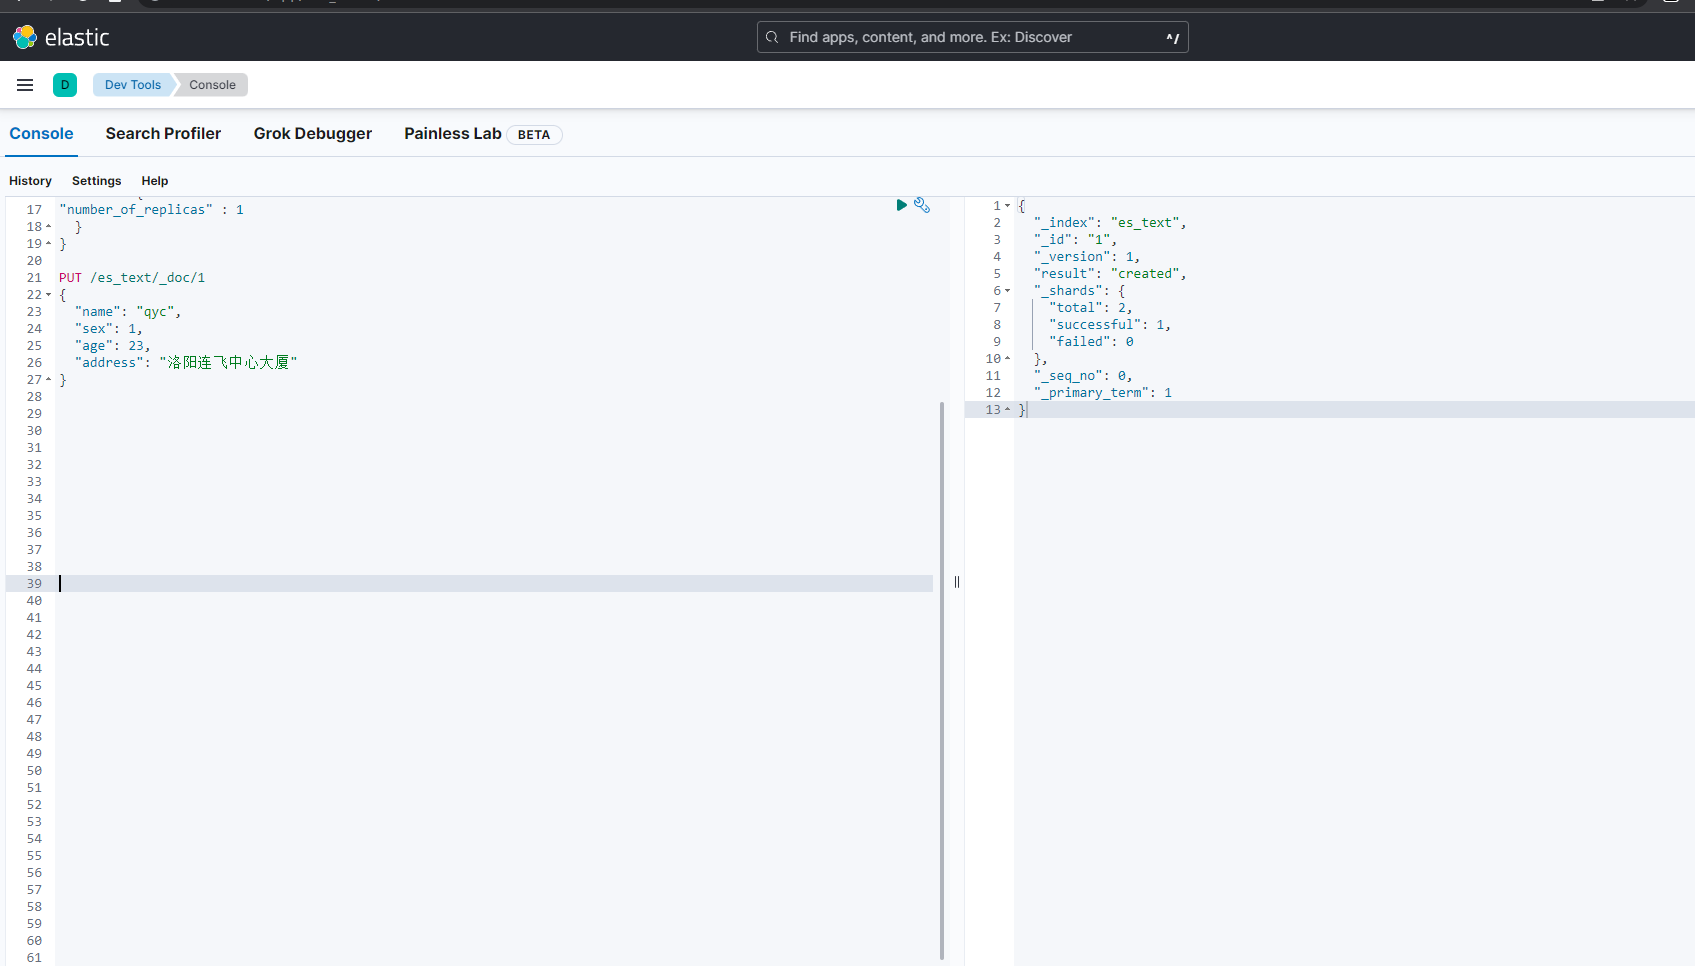 elastic
Find apps, content, and more. Ex: Discover ^/
D Dev Tools Console
Console Search Profiler Grok Debugger Painless Lab BETA
History Settings Help
17 "number_of_replicas" : 1
18 }
19 }
20
21 PUT /es_text/_doc/1
22 {
23 "name": "qyc",
24 "sex": 1,
25 "age": 23,
26 "address": "洛阳连飞中心大厦"
27 }
28
29
30
31
32
33
34
35
36
37
38
39
40
41
42
43
44
45
46
47
48
49
50
51
52
53
54
55
56
57
58
59
60
61
1 {
2 "_index": "es_text",
3 "_id": "1",
4 "_version": 1,
5 "result": "created",
6 "_shards": {
7 "total": 2,
8 "successful": 1,
9 "failed": 0
10 },
11 "_seq_no": 0,
12 "_primary_term": 1
13 }